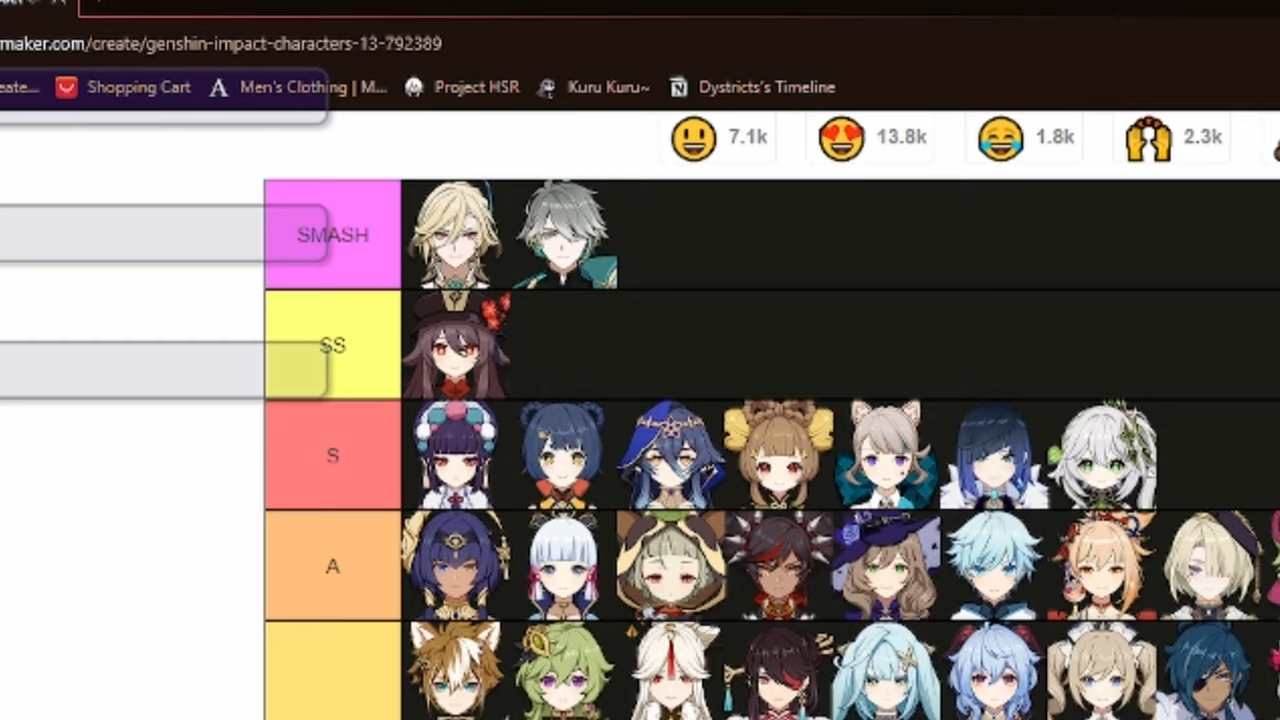 maker.com/create/genshin-impact-characters-13-792389
eate... Shopping Cart Men's Clothing | M... Project HSR Kuru Kuru~ Dystricts's Timeline
7.1k 13.8k 1.8k 2.3k
SMASH
SS
S
A